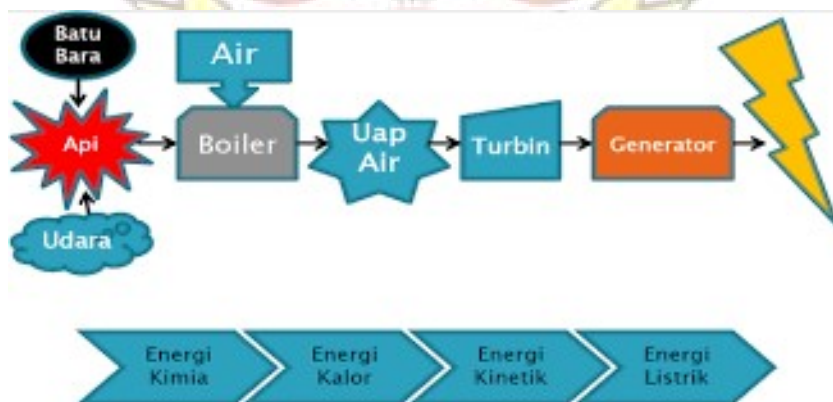 Batu
Bara
Air
Api
Boiler
Uap
Air
Turbin
Generator
Udara
Energi
Kimia
Energi
Kalor
Energi
Kinetik
Energi
Listrik